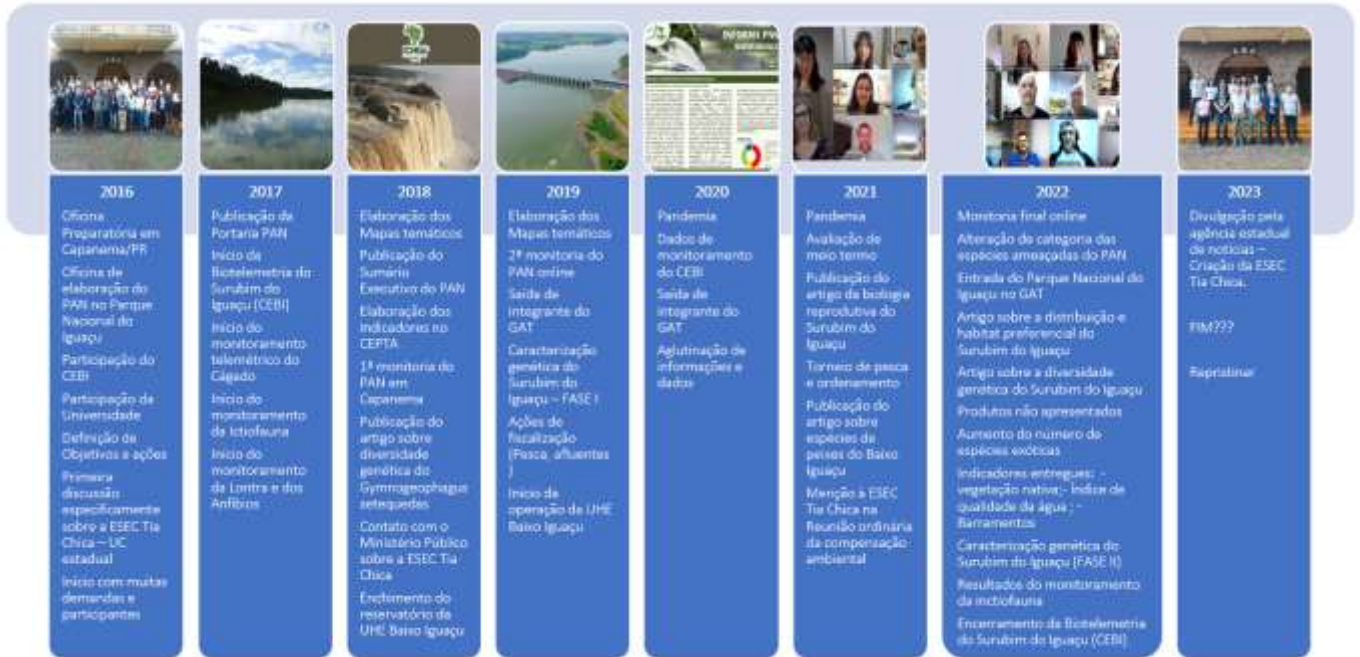 2016
Oficina
Preparatoria em
Capanema/PR
Oficina de
elaboração do
PAN no Parque
Nacional do
Iguaçu
Participação do
CEBI
Participação da
Universidade
Definição de
Objetivos e ações
Primeira
discussão
especificamente
sobre a ESEC Tia
Chica – UC
estadual
Início com muitas
demandas e
participantes
2017
Publicação da
Portaria PAN
Início de
Biotelemetria do
Surubim do
Iguaçu (CEBI)
Início do
monitoramento
telemétrico do
Cágado
Início do
monitoramento
da Ictiofauna
Início do
monitoramento
da Lontra e dos
Anfíbios
2018
Elaboração dos
Mapas temáticos
Publicação do
Sumário
Executivo do PAN
Elaboração dos
Indicadores no
CEPTA
1ª monitoria do
PAN em
Capanema
Publicação do
artigo sobre
diversidade
genética do
Gymnogeophagus
setequedas
Contato com o
Ministério Público
sobre a ESEC Tia
Chica
Enchimento do
reservatório da
UHE Baixo Iguaçu
2019
Elaboração dos
Mapas temáticos
2ª monitoria do
PAN online
Saída de
integrante do
GAT
Caracterização
genética do
Surubim do
Iguaçu – FASE I
Ações de
fiscalização
(Pesca, afluentes
)
Início da
operação da UHE
Baixo Iguaçu
INFORME PAN
2020
Pandemia
Dados de
monitoramento
do CEBI
Saída de
integrante do
GAT
Aglutinação de
informações e
dados
2021
Pandemia
Avaliação de
meio termo
Publicação do
artigo da biologia
reprodutiva do
Surubim do
Iguaçu
Torneio de pesca
e ordenamento
Publicação do
artigo sobre
espécies de
peixes do Baixo
Iguaçu
Menção à ESEC
Tia Chica na
Reunião ordinária
da compensação
ambiental
2022
Monitoria final online
Alteração de categoria das
espécies ameaçadas do PAN
Entrada do Parque Nacional do
Iguaçu no GAT
Artigo sobre a distribuição e
habitat preferencial do
Surubim do Iguaçu
Artigo sobre a diversidade
genética do Surubim do Iguaçu
Produtos não apresentados
Aumento do número de
espécies exóticas
Indicadores entregues: -
vegetação nativa;- Índice de
qualidade da água ; -
Barramentos
Caracterização genética do
Surubim do Iguaçu (FASE II)
Resultados do monitoramento
da mctiofauna
Encerramento da Biotelemetria
do Surubim do Iguaçu (CEBI)
2023
Divulgação pela
agência estadual
de notícias –
Criação da ESEC
Tia Chica.
FIM???
Repristinar